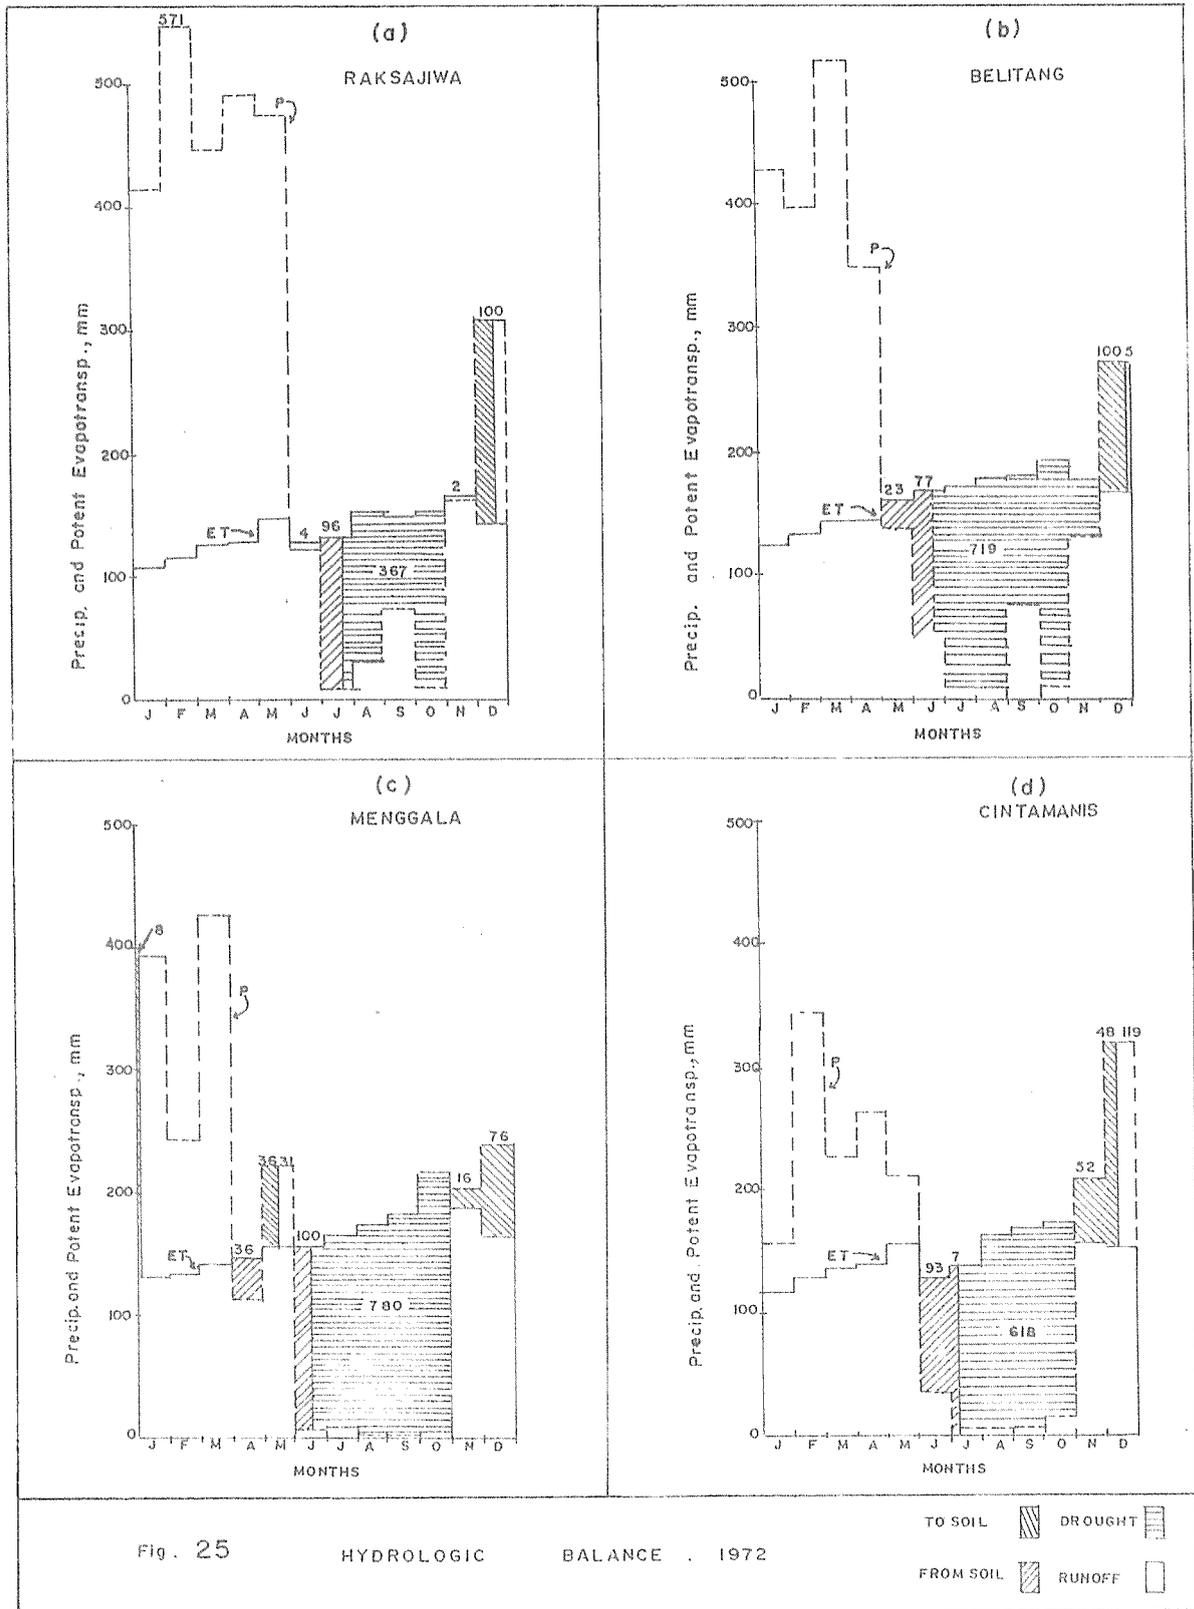 (a)
RAKSAJIWA
571
500
400
300
200
100
0
Precip. and Potent Evapotransp., mm
P
ET
4
96
367
2
100
J F M A M J J A S O N D
MONTHS
(b)
BELITANG
500
400
300
200
100
0
Precip. and Potent Evapotransp., mm
P
ET
23
77
719
100 5
J F M A M J J A S O N D
MONTHS
(c)
MENGGALA
500
400
300
200
100
0
Precip. and Potent Evapotransp., mm
8
P
ET
36
36 31
100
780
16
76
J F M A M J J A S O N D
MONTHS
(d)
CINTAMANIS
500
400
300
200
100
0
Precip. and Potent Evapotransp., mm
P
ET
93
7
618
52
48 119
J F M A M J J A S O N D
MONTHS
Fig. 25 HYDROLOGIC BALANCE . 1972
TO SOIL DROUGHT
FROM SOIL RUNOFF